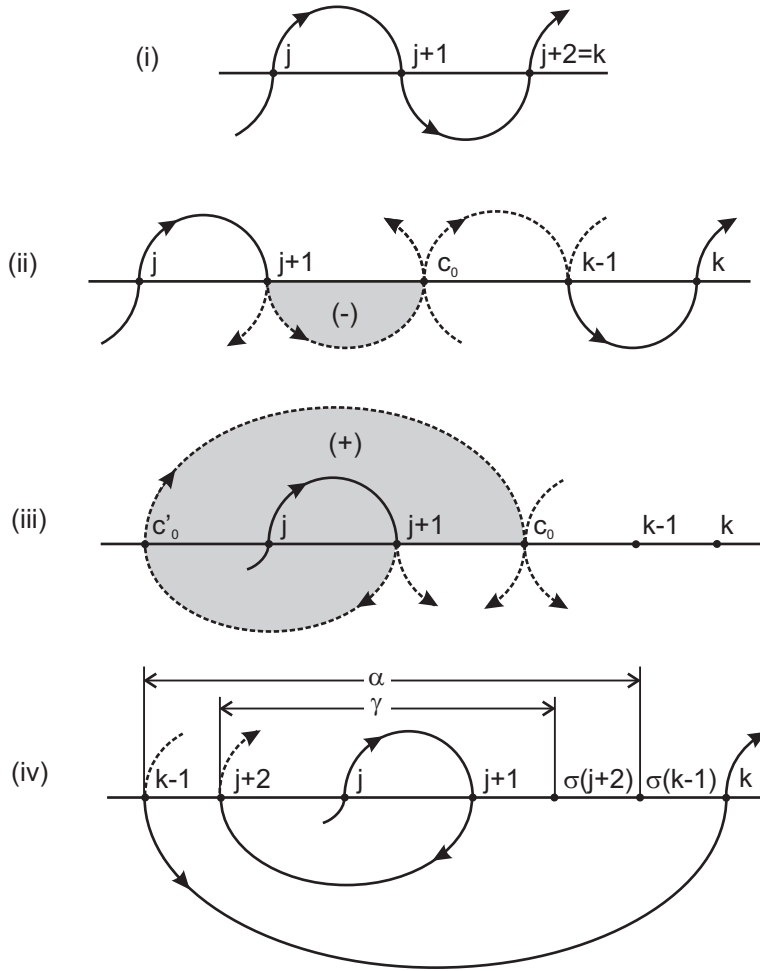 (i) j j+1 j+2=k
(ii) j j+1 c₀ k-1 k
(-)
(+)
(iii) c'₀ j j+1 c₀ k-1 k
α
γ
(iv) k-1 j+2 j j+1 σ(j+2) σ(k-1) k